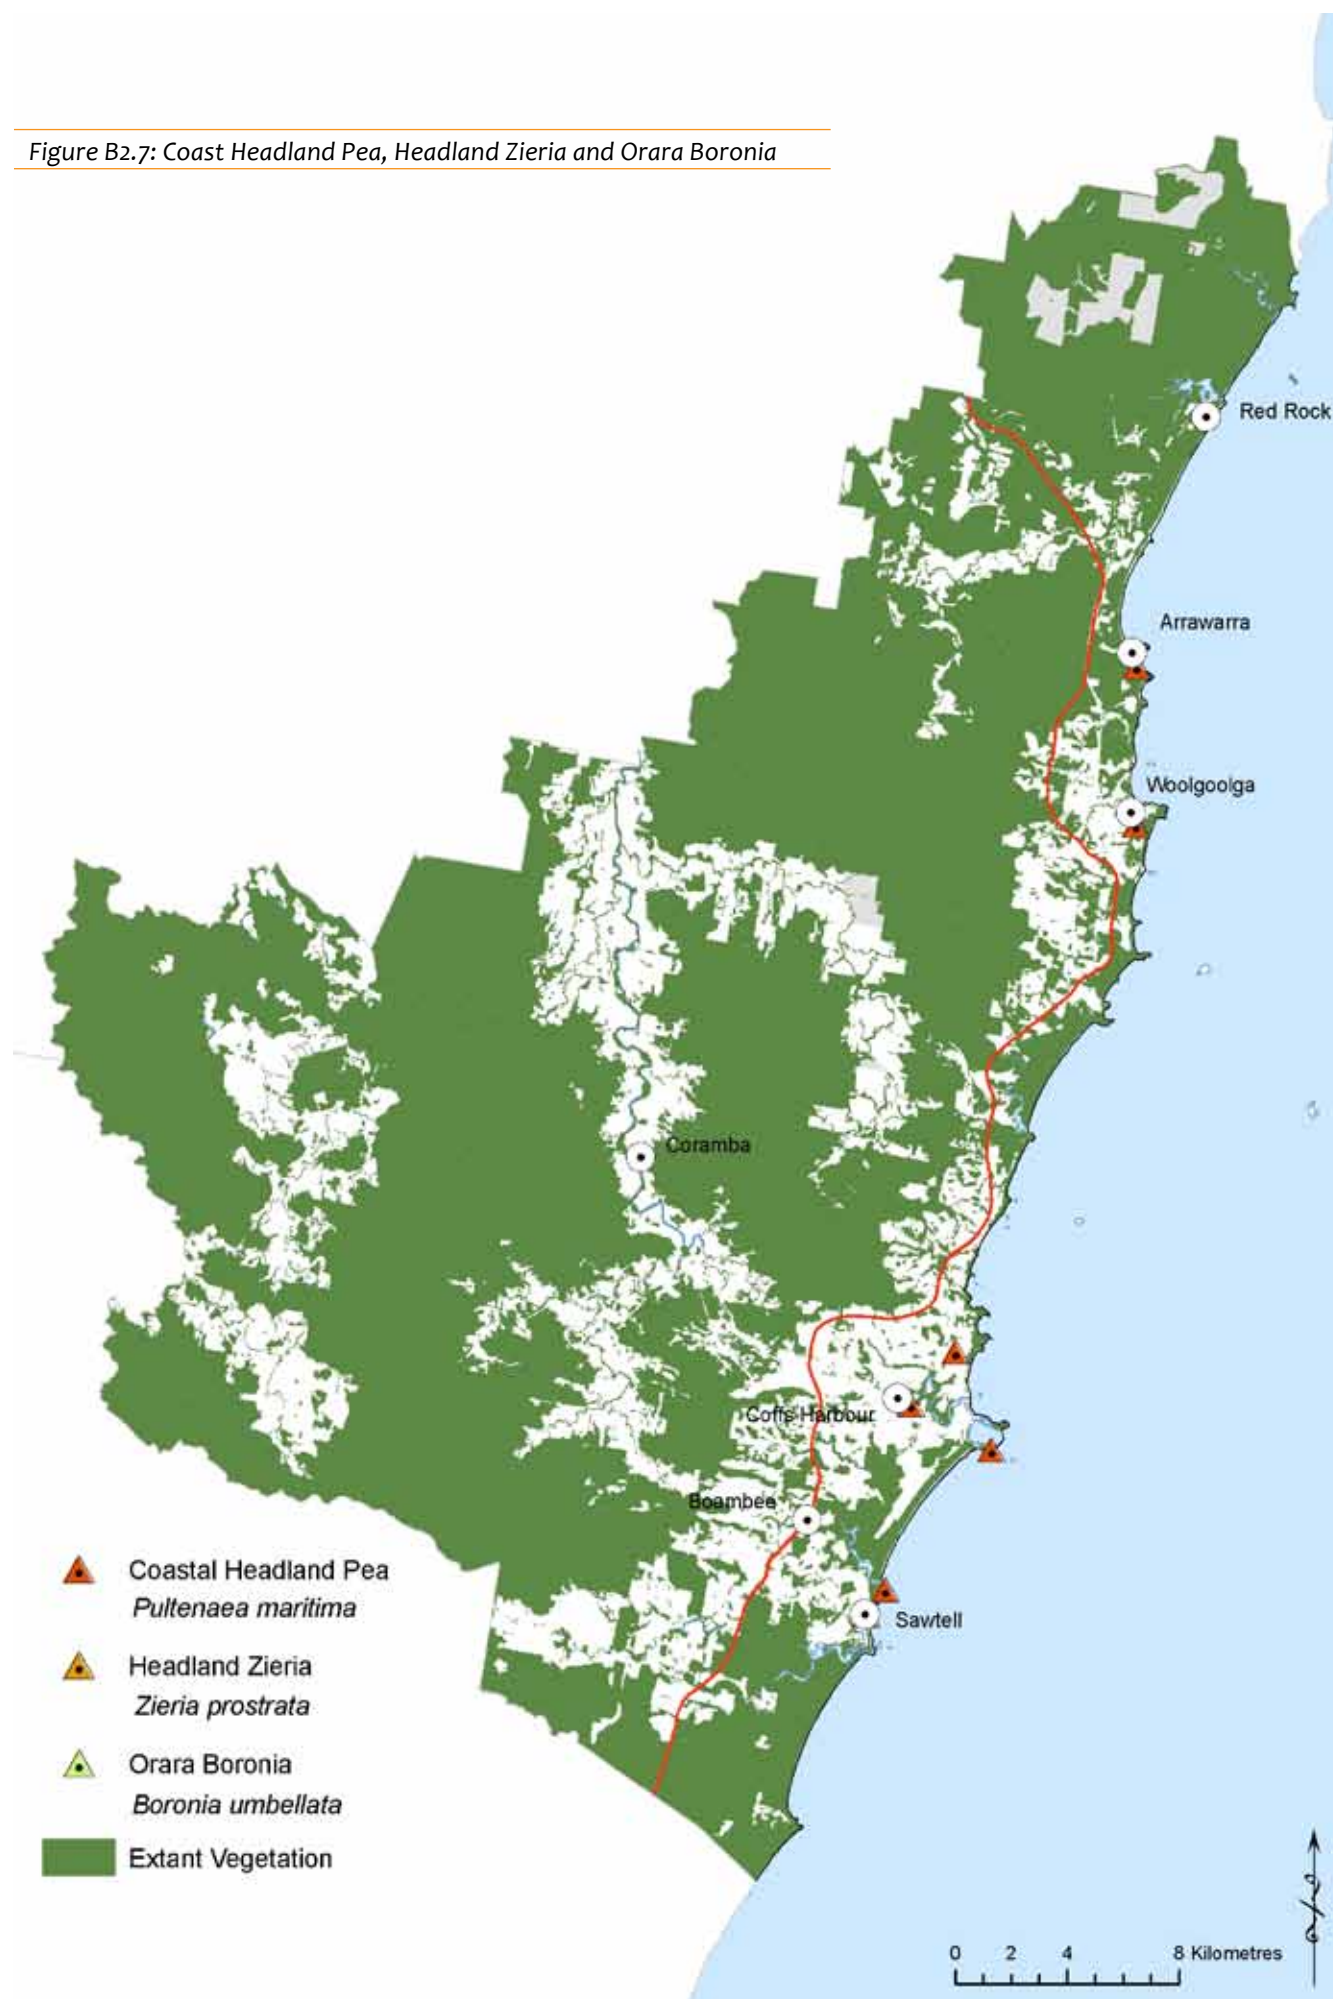 Figure B2.7: Coast Headland Pea, Headland Zieria and Orara Boronia
Red Rock
Arrawarra
Woolgoolga
Coramba
Coffs Harbour
Boambee
Sawtell
Coastal Headland Pea
Pultenaea maritima
Headland Zieria
Zieria prostrata
Orara Boronia
Boronia umbellata
Extant Vegetation
0 2 4 8 Kilometres